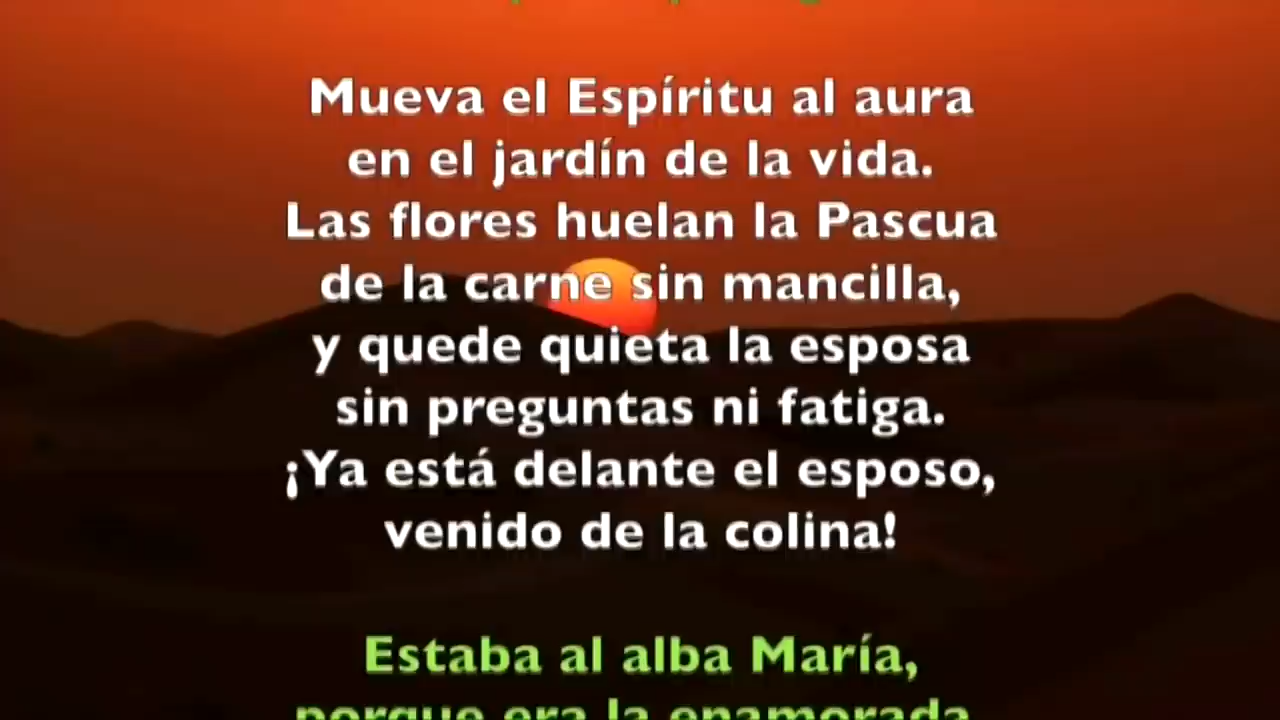 Mueva el Espíritu al aura
en el jardín de la vida.
Las flores huelan la Pascua
de la carne sin mancilla,
y quede quieta la esposa
sin preguntas ni fatiga.
¡Ya está delante el esposo,
venido de la colina!
Estaba al alba María,
porque era la enamorada